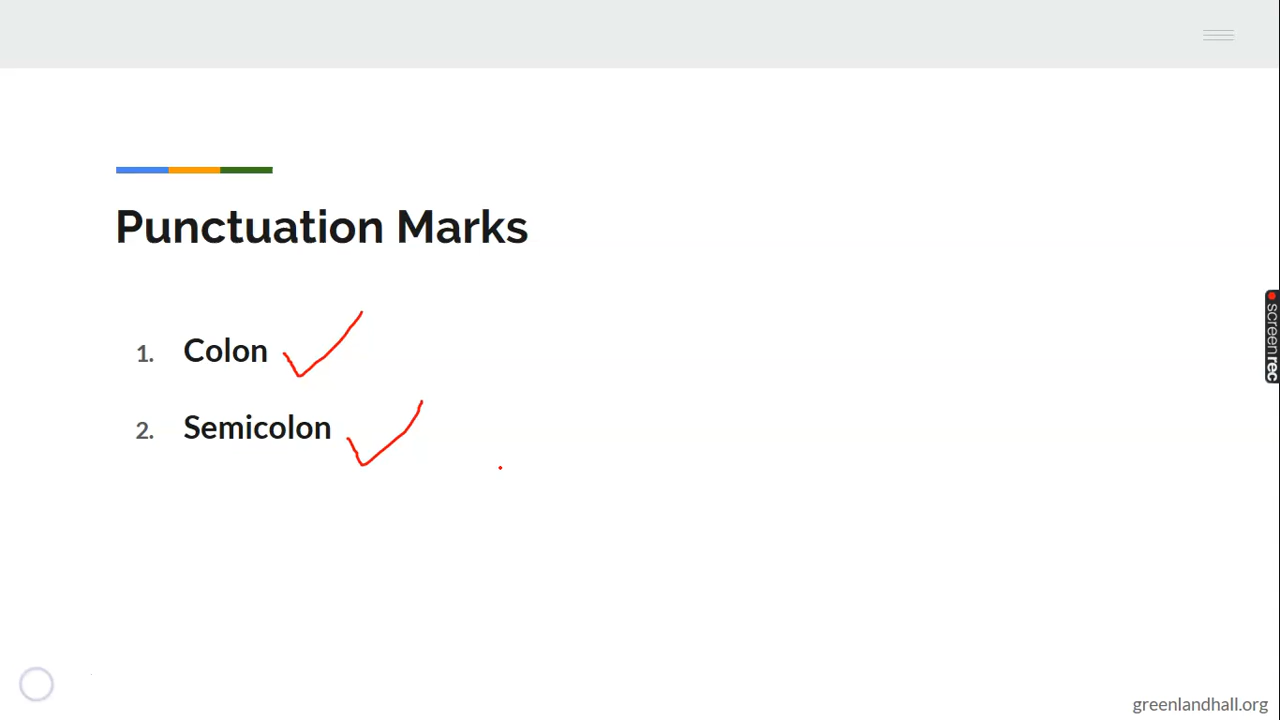 Punctuation Marks
1. Colon
2. Semicolon
screenrec
greenlandhall.org